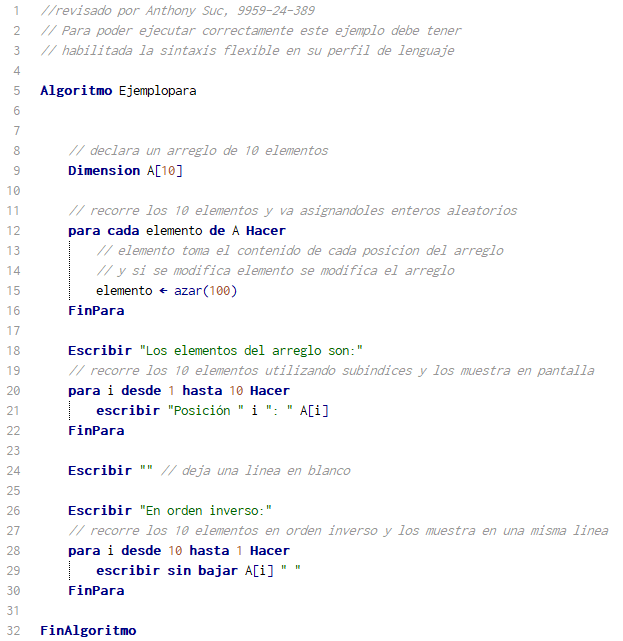 1 //revisado por Anthony Suc, 9959-24-389
2 // Para poder ejecutar correctamente este ejemplo debe tener
3 // habilitada la sintaxis flexible en su perfil de lenguaje
4
5 Algoritmo Ejemplopara
6
7
8 // declara un arreglo de 10 elementos
9 Dimension A[10]
10
11 // recorre los 10 elementos y va asignandoles enteros aleatorios
12 para cada elemento de A Hacer
13 // elemento toma el contenido de cada posicion del arreglo
14 // y si se modifica elemento se modifica el arreglo
15 elemento ← azar(100)
16 FinPara
17
18 Escribir "Los elementos del arreglo son:"
19 // recorre los 10 elementos utilizando subindices y los muestra en pantalla
20 para i desde 1 hasta 10 Hacer
21 escribir "Posición " i ": " A[i]
22 FinPara
23
24 Escribir "" // deja una linea en blanco
25
26 Escribir "En orden inverso:"
27 // recorre los 10 elementos en orden inverso y los muestra en una misma linea
28 para i desde 10 hasta 1 Hacer
29 escribir sin bajar A[i] " "
30 FinPara
31
32 FinAlgoritmo